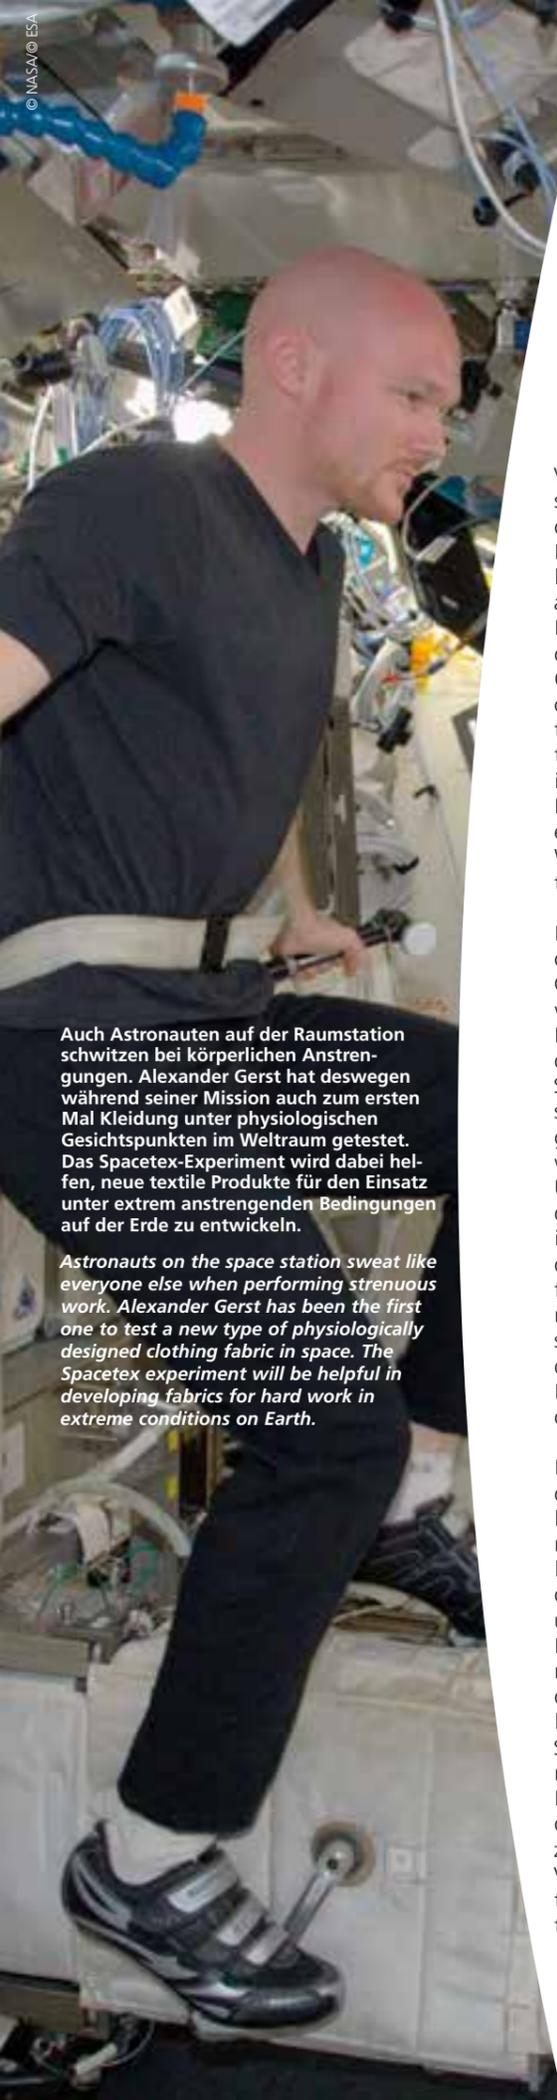 © NASA/© ESA
Auch Astronauten auf der Raumstation
schwitzen bei körperlichen Anstren-
gungen. Alexander Gerst hat deswegen
während seiner Mission auch zum ersten
Mal Kleidung unter physiologischen
Gesichtspunkten im Weltraum getestet.
Das Spacetex-Experiment wird dabei hel-
fen, neue textile Produkte für den Einsatz
unter extrem anstrengenden Bedingungen
auf der Erde zu entwickeln.
Astronauts on the space station sweat like
everyone else when performing strenuous
work. Alexander Gerst has been the first
one to test a new type of physiologically
designed clothing fabric in space. The
Spacetex experiment will be helpful in
developing fabrics for hard work in
extreme conditions on Earth.